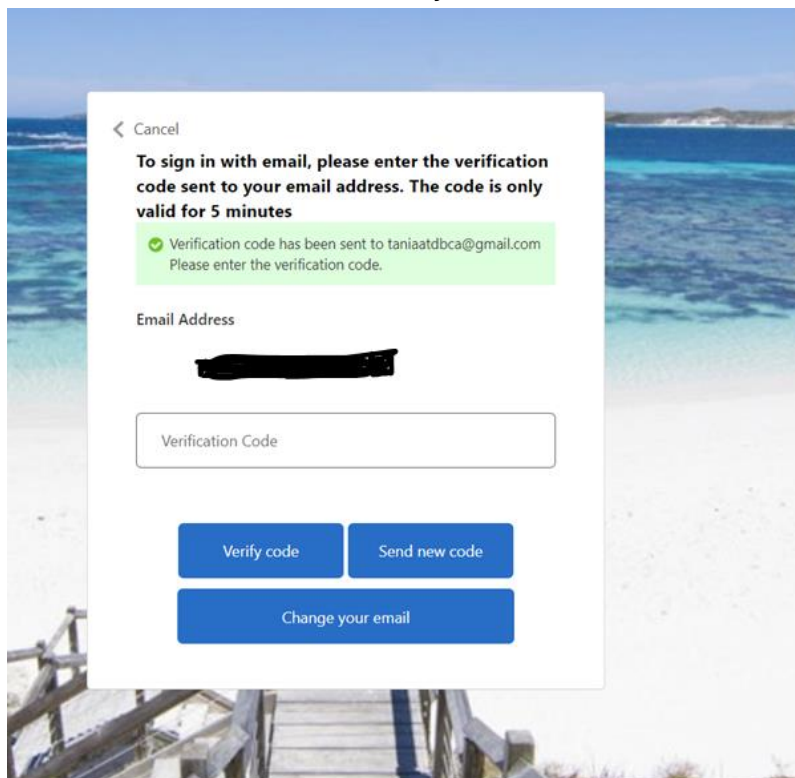 Cancel
To sign in with email, please enter the verification
code sent to your email address. The code is only
valid for 5 minutes
Verification code has been sent to taniaatdbca@gmail.com
Please enter the verification code.
Email Address
Verification Code
Verify code
Send new code
Change your email